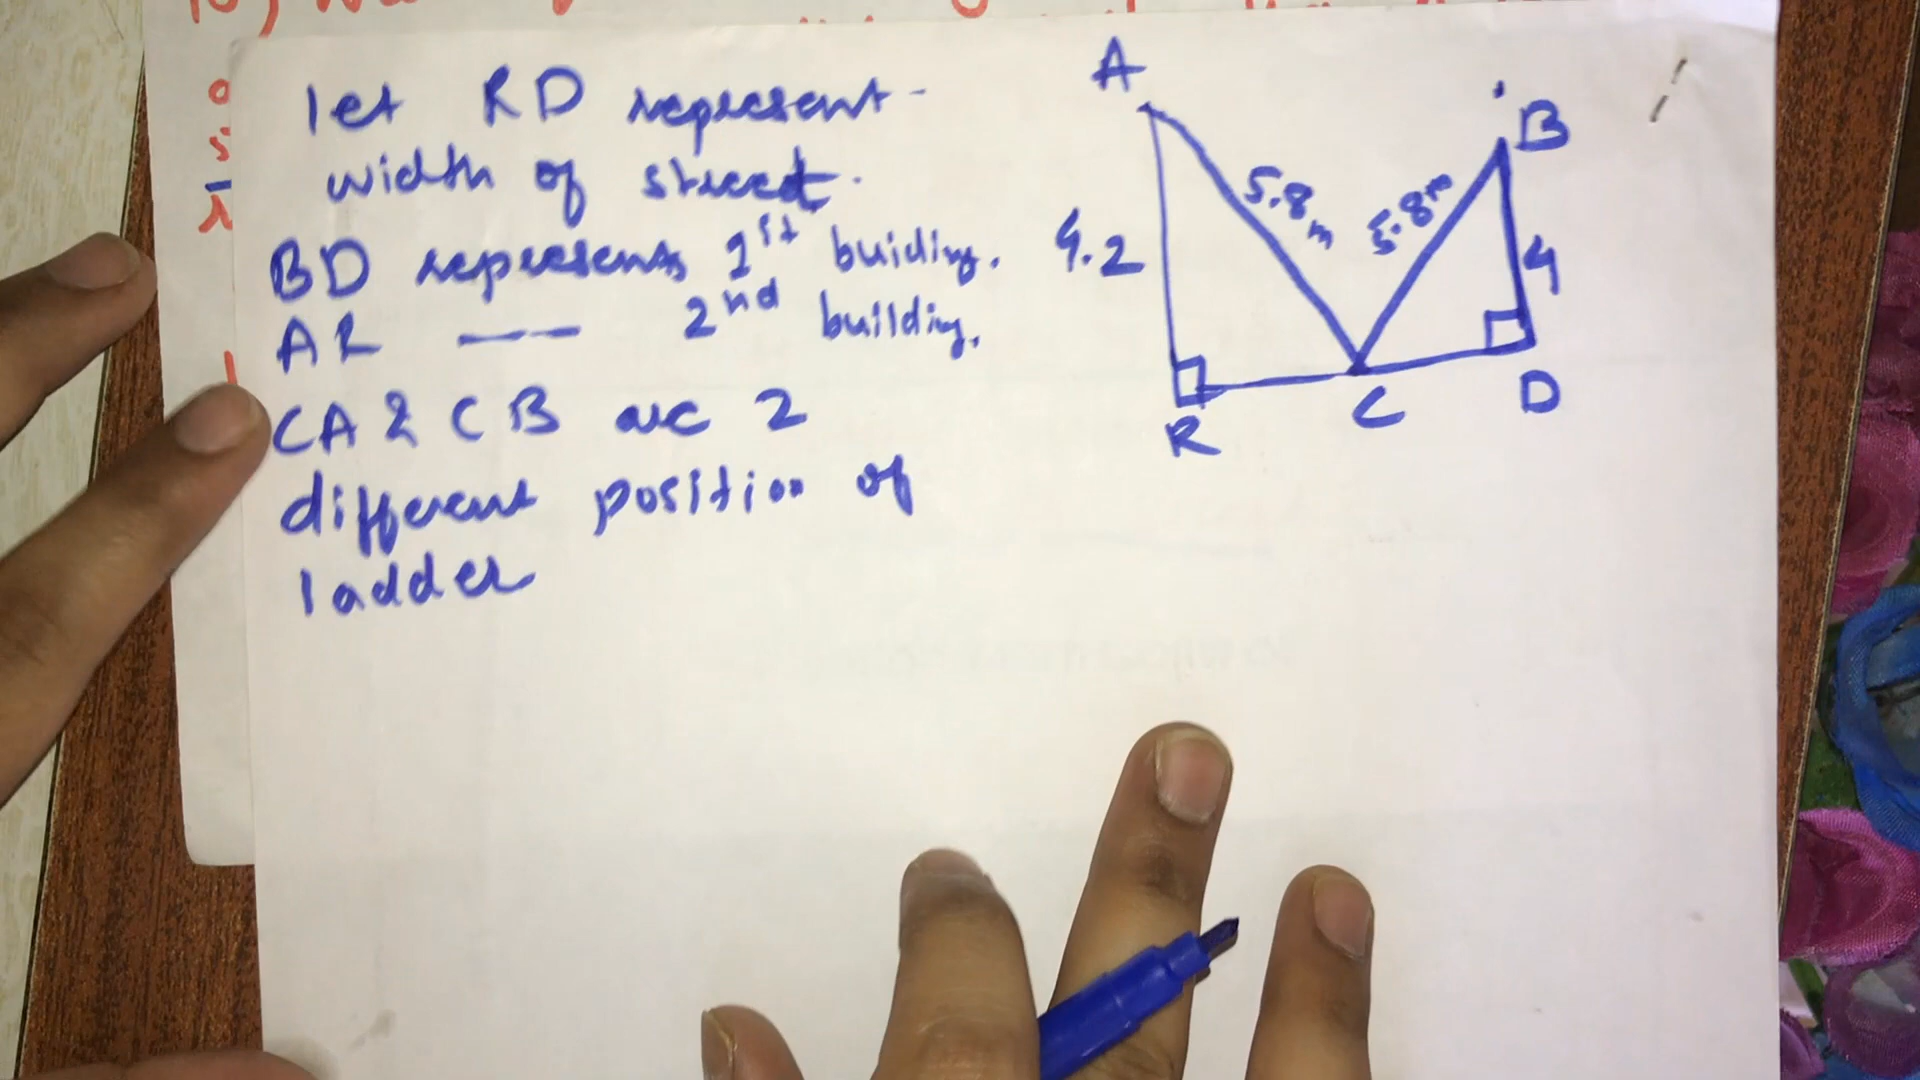 let RD represent
width of street.
BD represents 1st buiding.
AR —— 2nd building.
CA & CB are 2
different position of
ladder
A
B
5.8m
5.8m
4.2
4
R
C
D